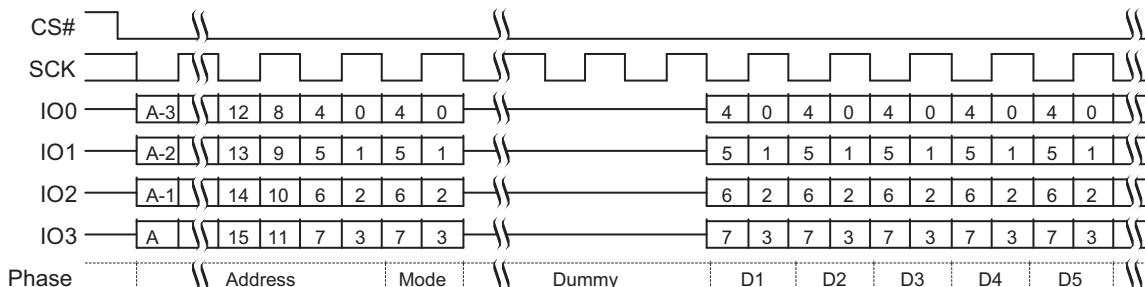 CS#
SCK
IO0 A-3 12 8 4 0 4 0 4 0 4 0 4 0 4 0 4 0
IO1 A-2 13 9 5 1 5 1 5 1 5 1 5 1 5 1 5 1
IO2 A-1 14 10 6 2 6 2 6 2 6 2 6 2 6 2 6 2
IO3 A 15 11 7 3 7 3 7 3 7 3 7 3 7 3 7 3
Phase Address Mode Dummy D1 D2 D3 D4 D5